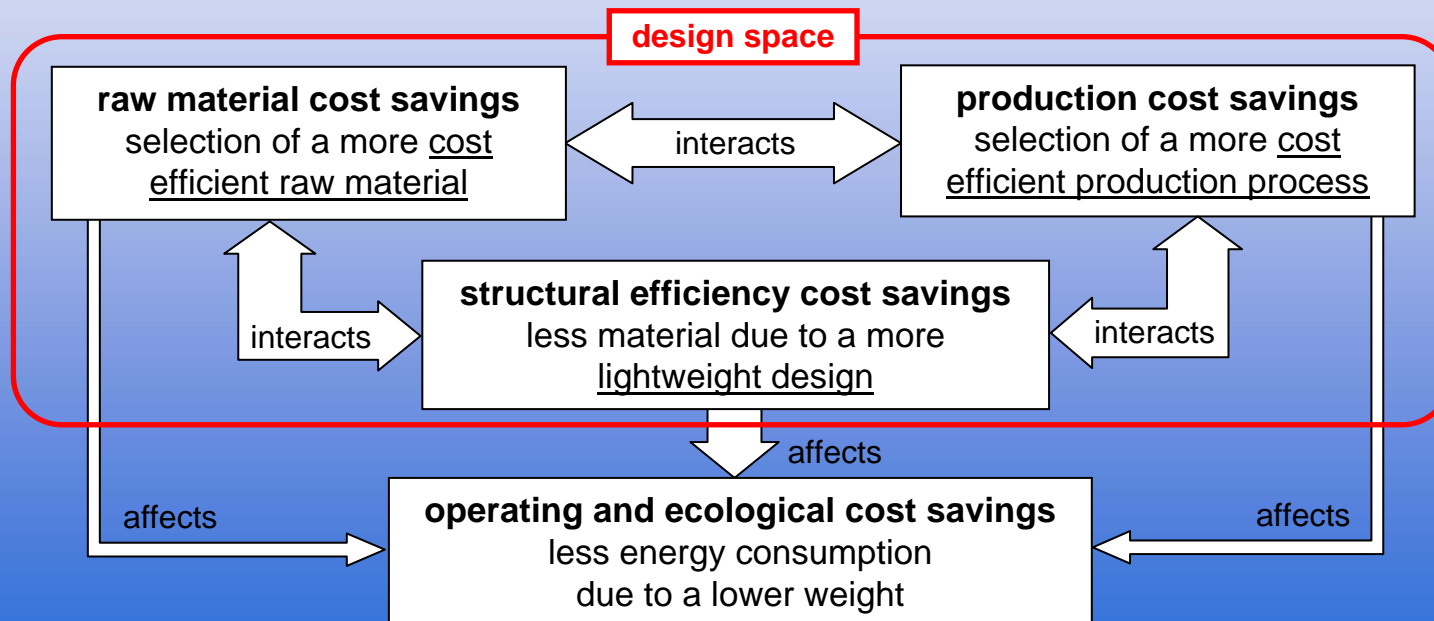 design space
raw material cost savings
selection of a more cost
efficient raw material
interacts
production cost savings
selection of a more cost
efficient production process
structural efficiency cost savings
less material due to a more
lightweight design
interacts
interacts
affects
affects
affects
operating and ecological cost savings
less energy consumption
due to a lower weight